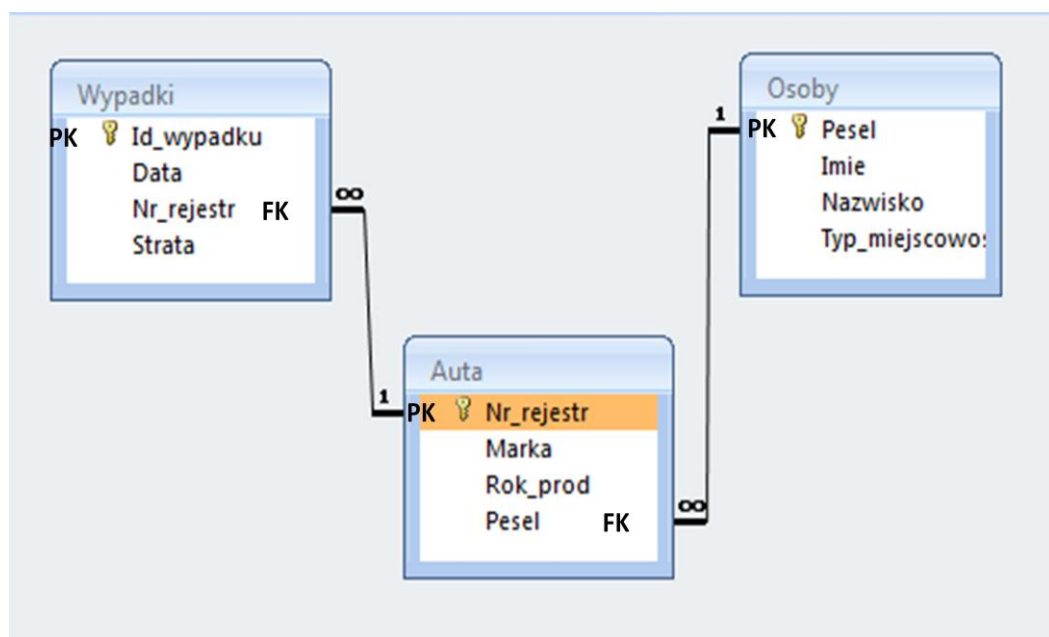 Wypadki
PK Id_wypadku
Data
Nr_rejestr FK
Strata
∞
1
Osoby
1
PK Pesel
Imie
Nazwisko
Typ_miejscowo
Auta
PK Nr_rejestr
Marka
Rok_prod
Pesel FK
∞